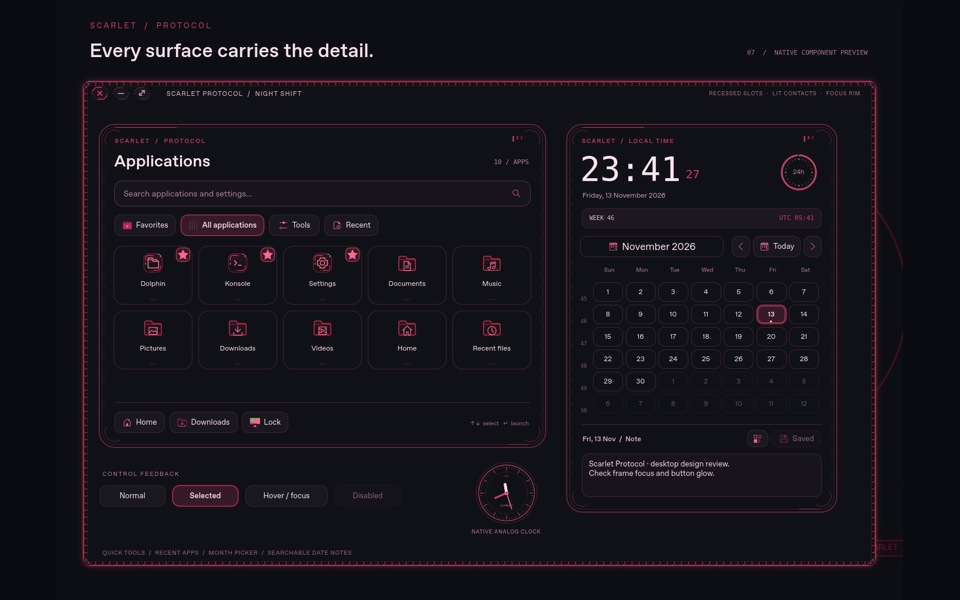 SCARLET / PROTOCOL
Every surface carries the detail.
07 / NATIVE COMPONENT PREVIEW
SCARLET PROTOCOL / NIGHT SHIFT
RECESSED SLOTS · LIT CONTACTS · FOCUS RIM
SCARLET / PROTOCOL
Applications
10 / APPS
Search applications and settings...
Favorites
All applications
Tools
Recent
Dolphin
Konsole
Settings
Documents
Music
Pictures
Downloads
Videos
Home
Recent files
Home
Downloads
Lock
↑↓ select ↵ launch
SCARLET / LOCAL TIME
23:41 27
24h
Friday, 13 November 2026
WEEK 46
UTC 05:41
November 2026
Today
Sun Mon Tue Wed Thu Fri Sat
1 2 3 4 5 6 7
45
8 9 10 11 12 13 14
46
15 16 17 18 19 20 21
47
22 23 24 25 26 27 28
48
29 30 1 2 3 4 5
49
6 7 8 9 10 11 12
50
Fri, 13 Nov / Note
Saved
Scarlet Protocol · desktop design review.
Check frame focus and button glow.
CONTROL FEEDBACK
Normal
Selected
Hover / focus
Disabled
NATIVE ANALOG CLOCK
QUICK TOOLS / RECENT APPS / MONTH PICKER / SEARCHABLE DATE NOTES